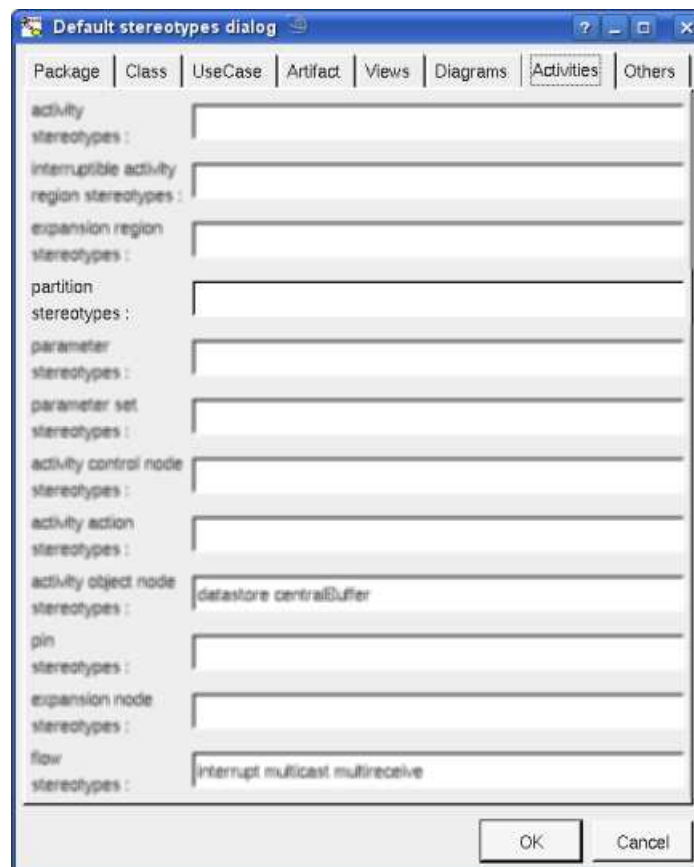 Default stereotypes dialog
Package Class UseCase Artifact Views Diagrams Activities Others
activity
stereotypes :
interruptible activity
region stereotypes :
expansion region
stereotypes :
partition
stereotypes :
parameter
stereotypes :
parameter set
stereotypes :
activity control node
stereotypes :
activity action
stereotypes :
activity object node
stereotypes :
datastore centralBuffer
pin
stereotypes :
expansion node
stereotypes :
flow
stereotypes :
interrupt multicast multireceive
OK Cancel